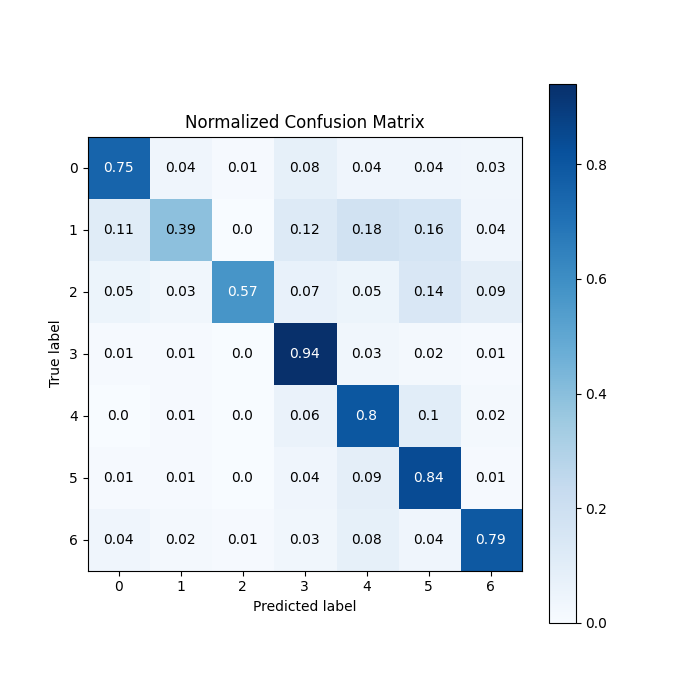 Normalized Confusion Matrix
0 0.75 0.04 0.01 0.08 0.04 0.04 0.03
1 0.11 0.39 0.0 0.12 0.18 0.16 0.04
2 0.05 0.03 0.57 0.07 0.05 0.14 0.09
3 0.01 0.01 0.0 0.94 0.03 0.02 0.01
4 0.0 0.01 0.0 0.06 0.8 0.1 0.02
5 0.01 0.01 0.0 0.04 0.09 0.84 0.01
6 0.04 0.02 0.01 0.03 0.08 0.04 0.79
0 1 2 3 4 5 6
Predicted label
True label
0.8
0.6
0.4
0.2
0.0